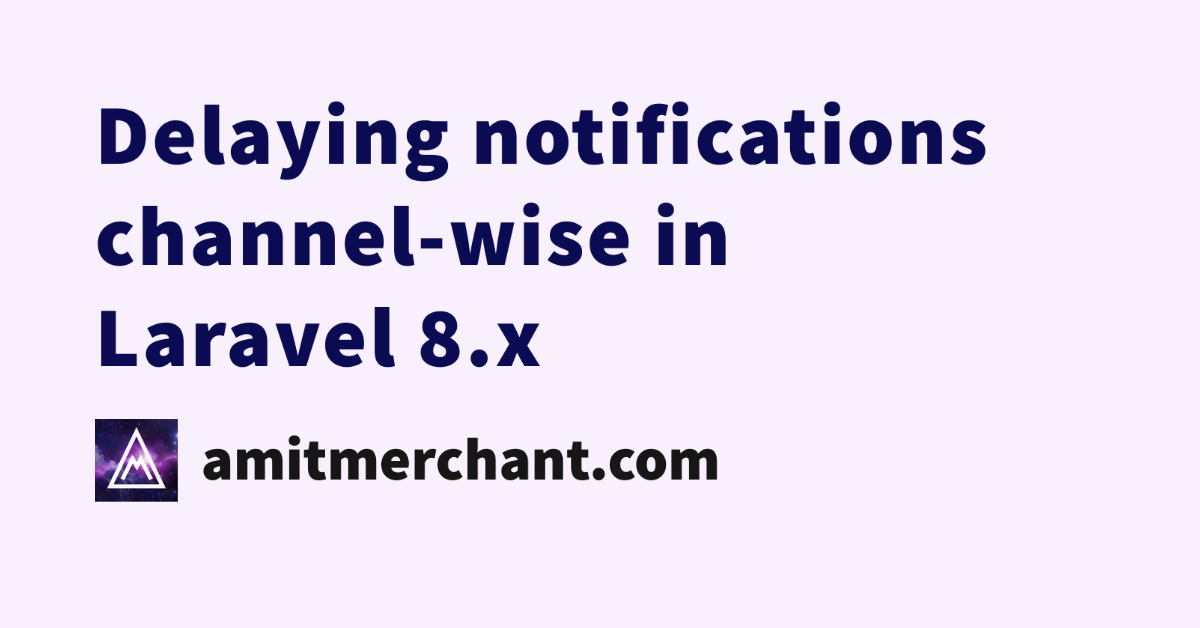 Delaying notifications
channel-wise in
Laravel 8.x
amitmerchant.com